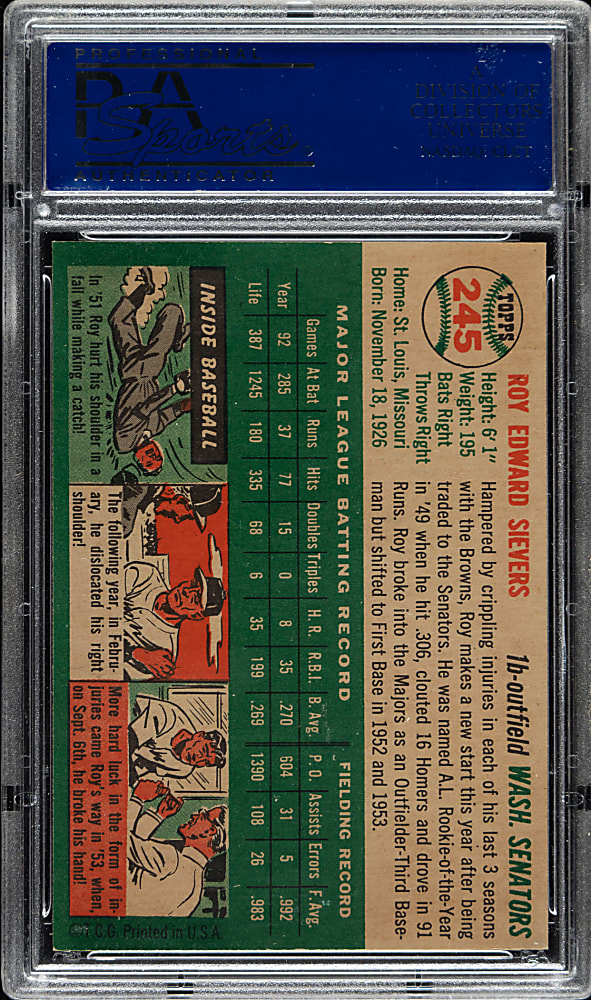 PROFESSIONAL
PSA
Sports
AUTHENTICATOR
A
DIVISION OF
COLLECTORS
UNIVERSE
NASDAQ: CLCT
TOPPS
245
ROY EDWARD SIEVERS 1b-outfield WASH. SENATORS
Height: 6' 1"
Weight: 195
Bats Right
Throws-Right
Home: St. Louis, Missouri
Born: November 18, 1926
Hampered by crippling injuries in each of his last 3 seasons
with the Browns, Roy makes a new start this year after being
traded to the Senators. He was named A.L. Rookie-of-the-Year
in '49 when he hit .306, clouted 16 Homers and drove in 91
Runs. Roy broke into the Majors as an Outfielder-Third Base-
man but shifted to First Base in 1952 and 1953.
MAJOR LEAGUE BATTING RECORD FIELDING RECORD
Games At Bat Runs Hits Doubles Triples H. R. R.B.I. B. Avg. P. O. Assists Errors F. Avg.
Year 92 285 37 77 15 0 8 35 .270 604 31 5 .992
Life 387 1245 180 335 68 6 35 199 .269 1390 108 26 .983
INSIDE BASEBALL
In '51 Roy hurt his shoulder in a
fall while making a catch!
The following year, in Febru-
ary, he dislocated his right
shoulder!
More hard luck in the form of in-
juries came Roy's way in '53, when,
on Sept. 6th, he broke his hand!
©T.C.G. Printed in U.S.A.